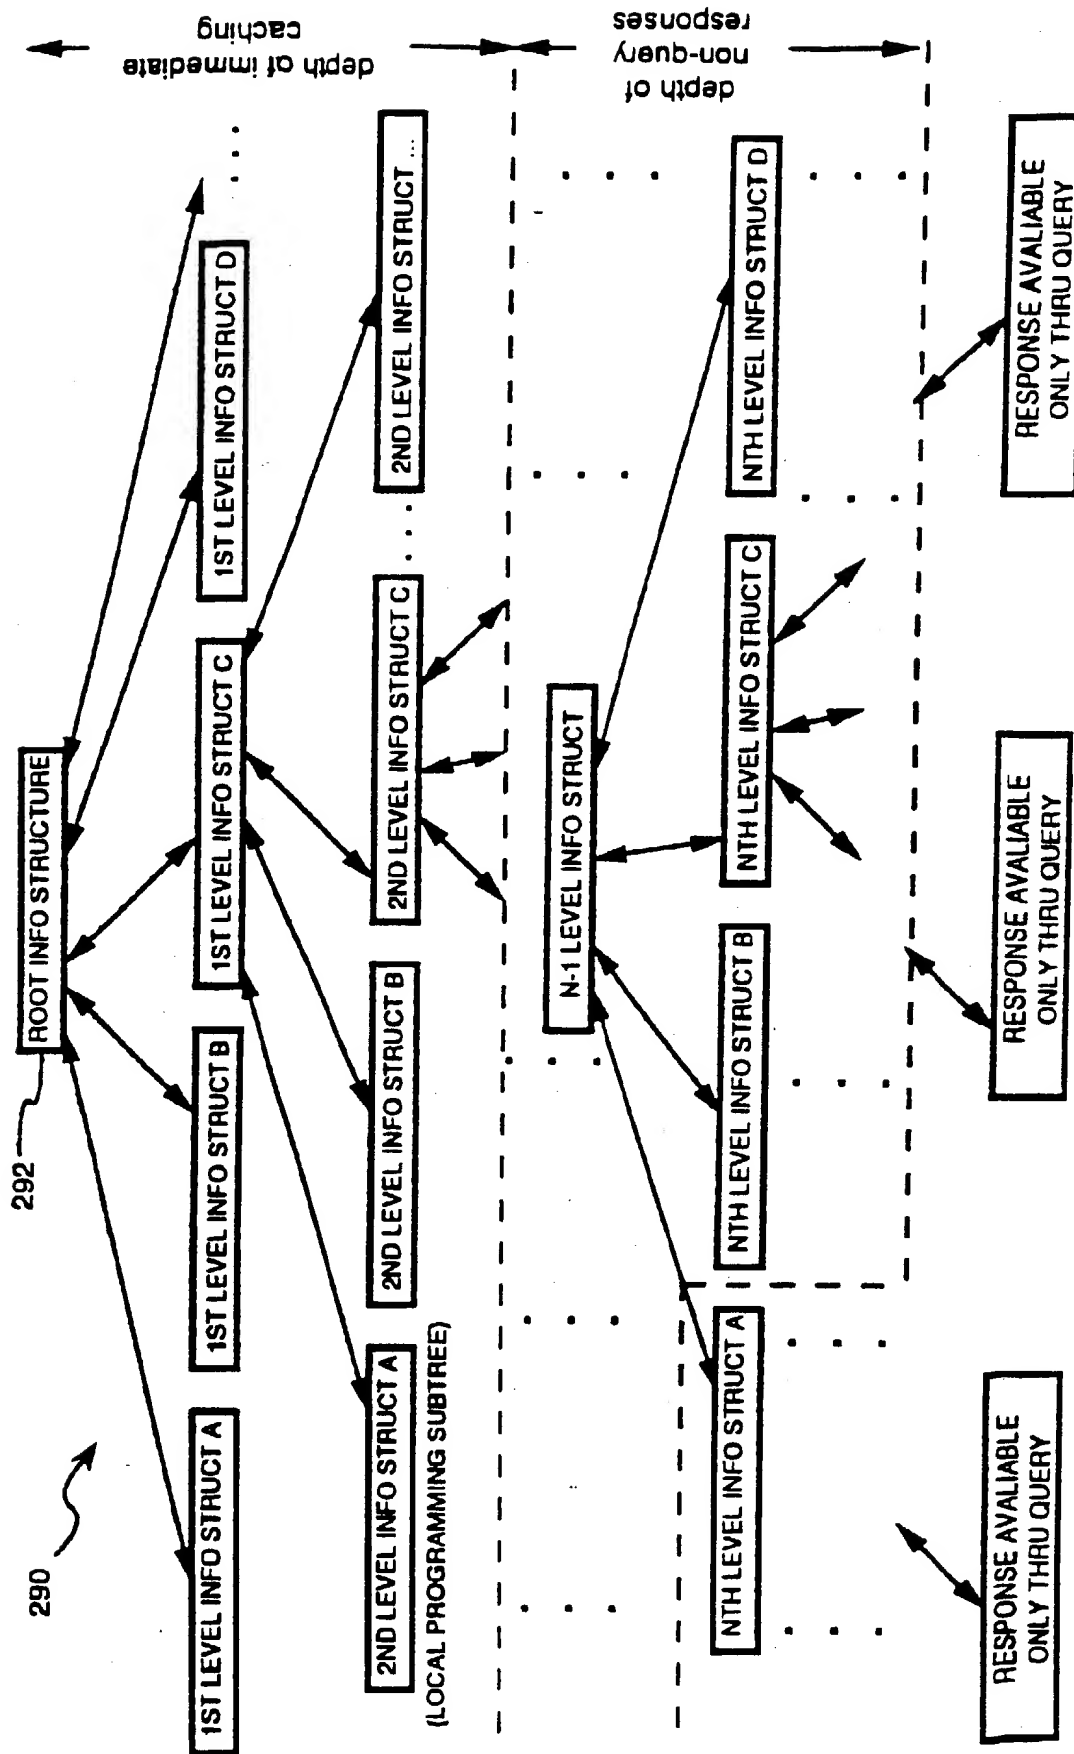 290
292
ROOT INFO STRUCTURE
1ST LEVEL INFO STRUCT A
1ST LEVEL INFO STRUCT B
1ST LEVEL INFO STRUCT C
1ST LEVEL INFO STRUCT D
. . .
depth of immediate
caching
2ND LEVEL INFO STRUCT A
(LOCAL PROGRAMMING SUBTREE)
2ND LEVEL INFO STRUCT B
2ND LEVEL INFO STRUCT C
. . .
2ND LEVEL INFO STRUCT ...
N-1 LEVEL INFO STRUCT
depth of
non-query
responses
NTH LEVEL INFO STRUCT A
NTH LEVEL INFO STRUCT B
NTH LEVEL INFO STRUCT C
NTH LEVEL INFO STRUCT D
RESPONSE AVALIABLE
ONLY THRU QUERY
RESPONSE AVALIABLE
ONLY THRU QUERY
RESPONSE AVALIABLE
ONLY THRU QUERY